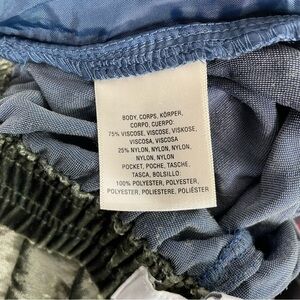 BODY, CORPS, KÖRPER,
CORPO, CUERPO:
75% VISCOSE, VISCOSE, VISKOSE,
VISCOSA, VISCOSA
25% NYLON, NYLON, NYLON,
NYLON, NYLON
POCKET, POCHE, TASCHE,
TASCA, BOLSILLO:
100% POLYESTER, POLYESTER,
POLYESTER, POLIESTERE, POLIÉSTER